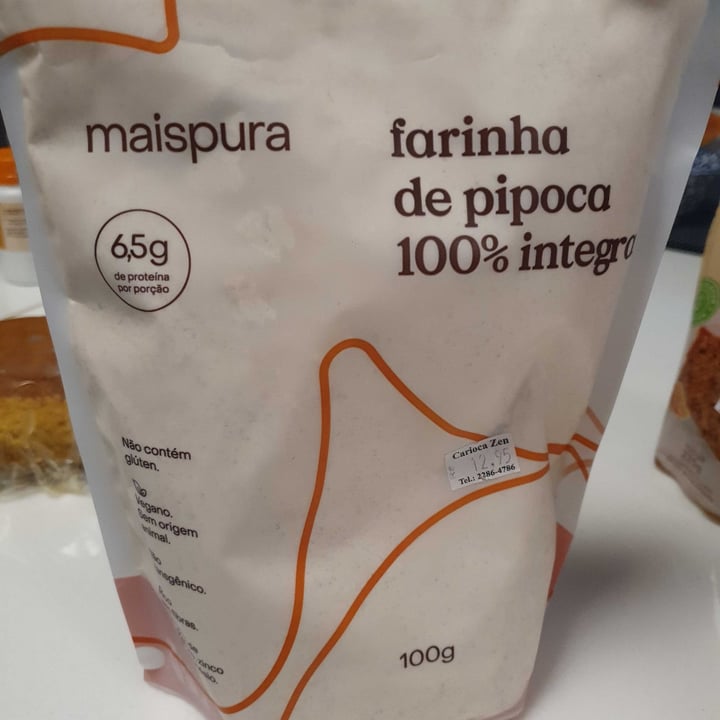 maispura
farinha
de pipoca
100% integra
6,5g
de proteína
por porção
Não contém
glúten.
Vegano.
Sem origem
animal.
Carioca Zen
12,95
Tel.: 2286-4786
100g